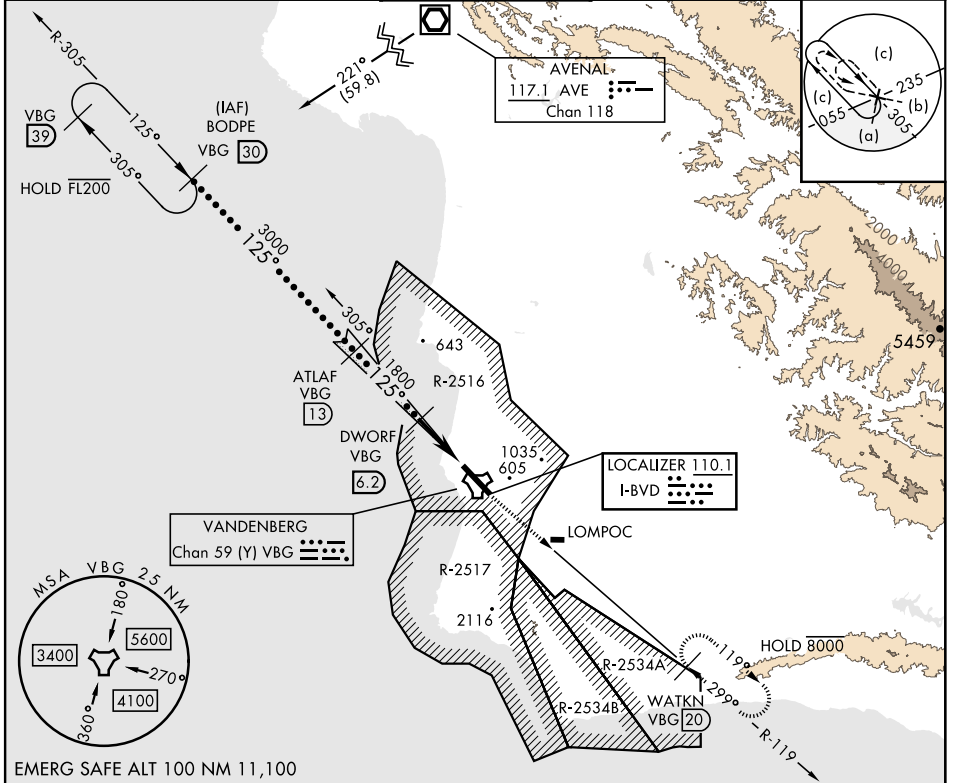 R-305
VBG
39
125°
305°
HOLD FL200
(IAF)
BODPE
VBG 30
221°
(59.8)
AVENAL
117.1 AVE
Chan 118
(c)
235
(c)
(b)
055
305
(a)
3000
125°
2000
4000
5459
305°
1800
125°
643
R-2516
ATLAF
VBG
13
DWORF
VBG
6.2
1035
605
LOCALIZER 110.1
I-BVD
VANDENBERG
Chan 59 (Y) VBG
LOMPOC
R-2517
2116
MSA VBG 25 NM
180°
5600
3400
270°
4100
360°
R-2534A
R-2534B
WATKN
VBG 20
119°
HOLD 8000
299°
R-119
EMERG SAFE ALT 100 NM 11,100